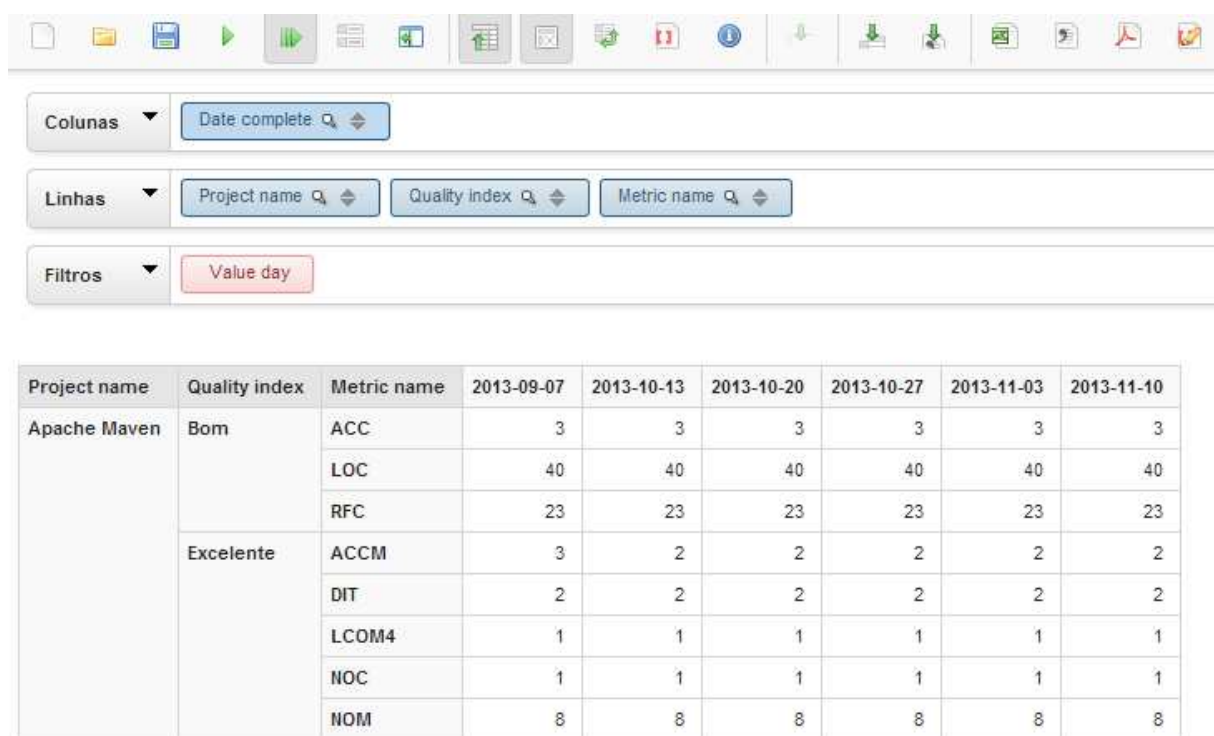 Colunas Date complete
Linhas Project name Quality index Metric name
Filtros Value day
Project name Quality index Metric name 2013-09-07 2013-10-13 2013-10-20 2013-10-27 2013-11-03 2013-11-10
Apache Maven Bom ACC 3 3 3 3 3 3
LOC 40 40 40 40 40 40
RFC 23 23 23 23 23 23
Excelente ACCM 3 2 2 2 2 2
DIT 2 2 2 2 2 2
LCOM4 1 1 1 1 1 1
NOC 1 1 1 1 1 1
NOM 8 8 8 8 8 8